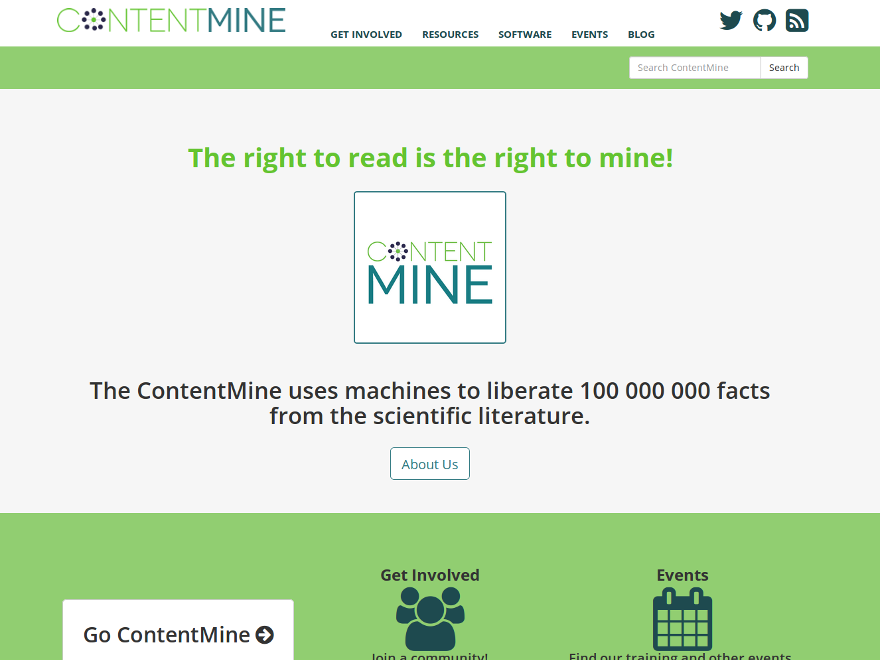 CONTENTMINE
GET INVOLVED RESOURCES SOFTWARE EVENTS BLOG
Search ContentMine Search
The right to read is the right to mine!
CONTENT
MINE
The ContentMine uses machines to liberate 100 000 000 facts
from the scientific literature.
About Us
Get Involved
Events
Go ContentMine
Join a community!
Find our training and other events